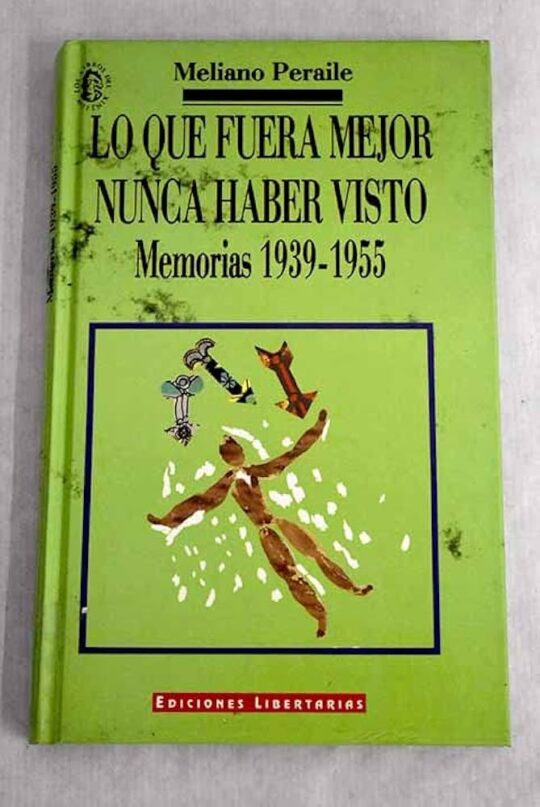 Meliano Peraile
LO QUE FUERA MEJOR
NUNCA HABER VISTO
Memorias 1939-1955
EDICIONES LIBERTARIAS